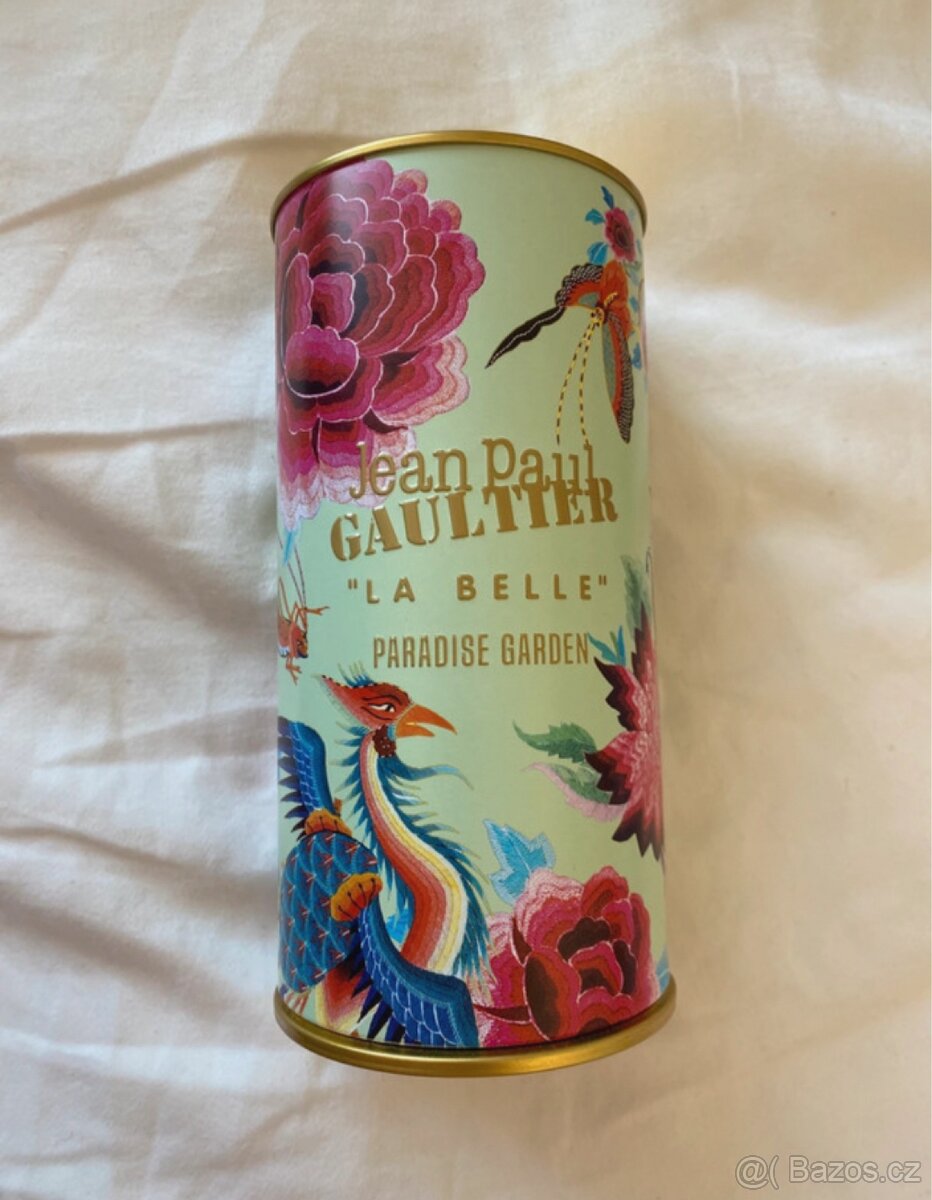 Jean Paul
GAULTIER
"LA BELLE"
PARADISE GARDEN
@( Bazos.cz